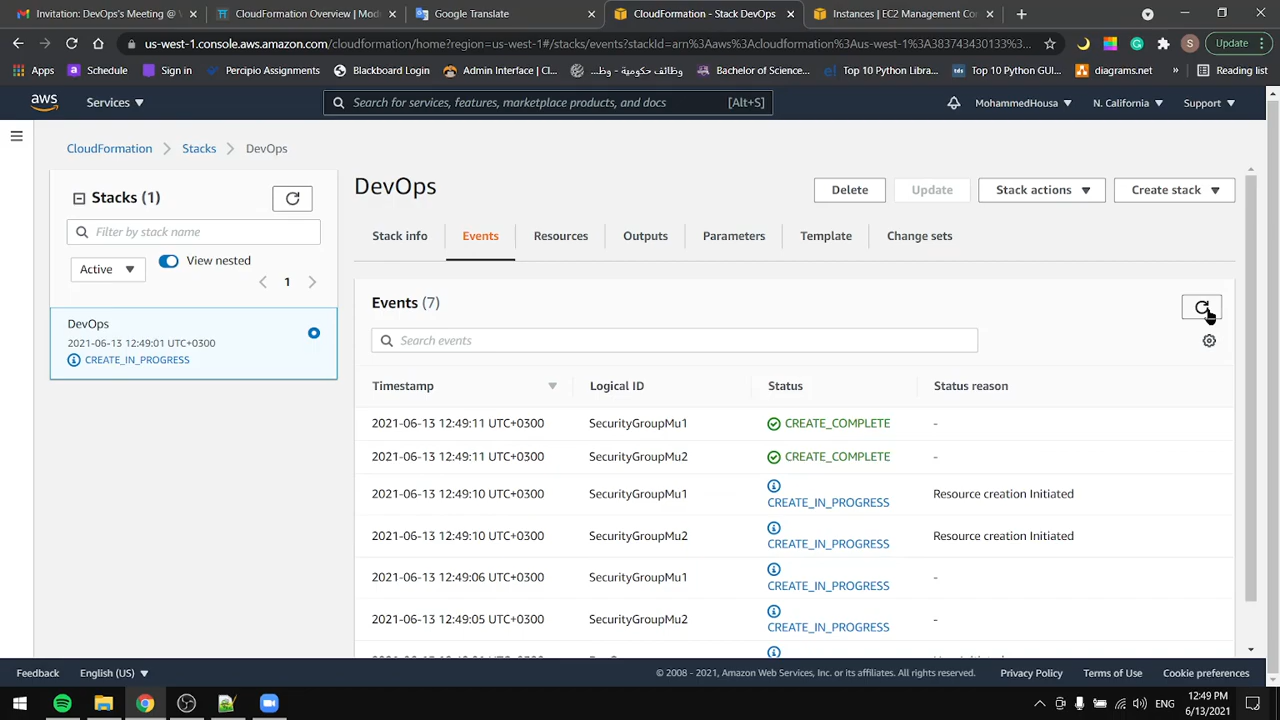 Invitation: DevOps's Meeting @
CloudFormation Overview | Mod
Google Translate
CloudFormation - Stack DevOps
Instances | EC2 Management Con
us-west-1.console.aws.amazon.com/cloudformation/home?region=us-west-1#/stacks/events?stackId=arn%3Aaws%3Acloudformation%3Aus-west-1%3A383743430133%3...
Update
Apps
Schedule
Sign in
Percipio Assignments
Blackboard Login
Admin Interface | Cl...
وظائف حكومية - وظـ...
Bachelor of Science...
Top 10 Python Libr...
Top 10 Python GUI...
diagrams.net
»
Reading list
aws
Services
Search for services, features, marketplace products, and docs
[Alt+S]
MohammedHousa
N. California
Support
CloudFormation
Stacks
DevOps
Stacks (1)
Filter by stack name
Active
View nested
1
DevOps
2021-06-13 12:49:01 UTC+0300
CREATE_IN_PROGRESS
DevOps
Delete
Update
Stack actions
Create stack
Stack info
Events
Resources
Outputs
Parameters
Template
Change sets
Events (7)
Search events
Timestamp Logical ID Status Status reason
2021-06-13 12:49:11 UTC+0300 SecurityGroupMu1 CREATE_COMPLETE -
2021-06-13 12:49:11 UTC+0300 SecurityGroupMu2 CREATE_COMPLETE -
2021-06-13 12:49:10 UTC+0300 SecurityGroupMu1 CREATE_IN_PROGRESS Resource creation Initiated
2021-06-13 12:49:10 UTC+0300 SecurityGroupMu2 CREATE_IN_PROGRESS Resource creation Initiated
2021-06-13 12:49:06 UTC+0300 SecurityGroupMu1 CREATE_IN_PROGRESS -
2021-06-13 12:49:05 UTC+0300 SecurityGroupMu2 CREATE_IN_PROGRESS -
Feedback
English (US)
© 2008 - 2021, Amazon Web Services, Inc. or its affiliates. All rights reserved.
Privacy Policy
Terms of Use
Cookie preferences
ENG
12:49 PM
6/13/2021